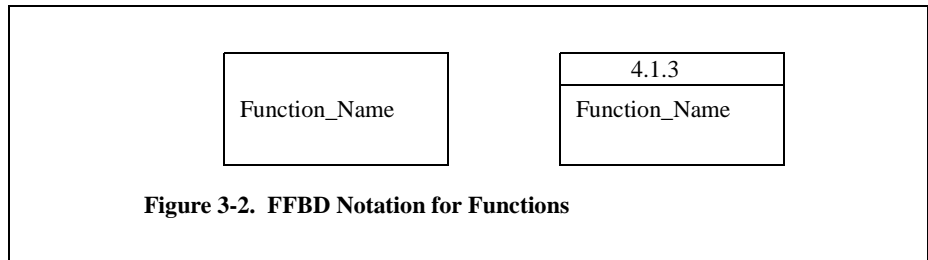 4.1.3
Function_Name
Function_Name
Figure 3-2. FFBD Notation for Functions